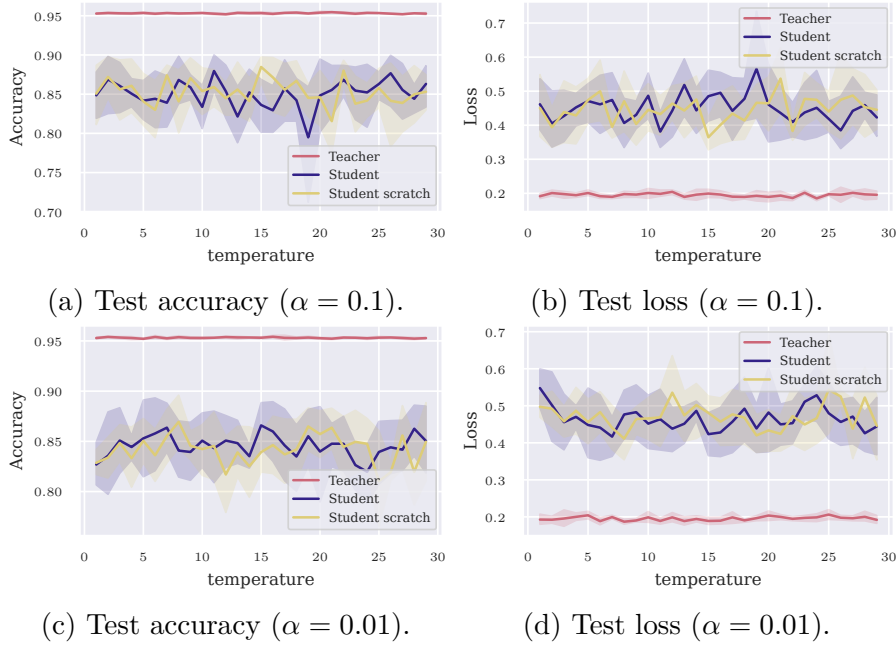 0.95
0.90
0.85
0.80
0.75
0.70
Accuracy
Teacher
Student
Student scratch
0 5 10 15 20 25 30
temperature
(a) Test accuracy (α = 0.1).
0.7
0.6
0.5
0.4
0.3
0.2
Loss
Teacher
Student
Student scratch
0 5 10 15 20 25 30
temperature
(b) Test loss (α = 0.1).
0.95
0.90
0.85
0.80
Accuracy
Teacher
Student
Student scratch
0 5 10 15 20 25 30
temperature
(c) Test accuracy (α = 0.01).
0.7
0.6
0.5
0.4
0.3
0.2
Loss
Teacher
Student
Student scratch
0 5 10 15 20 25 30
temperature
(d) Test loss (α = 0.01).